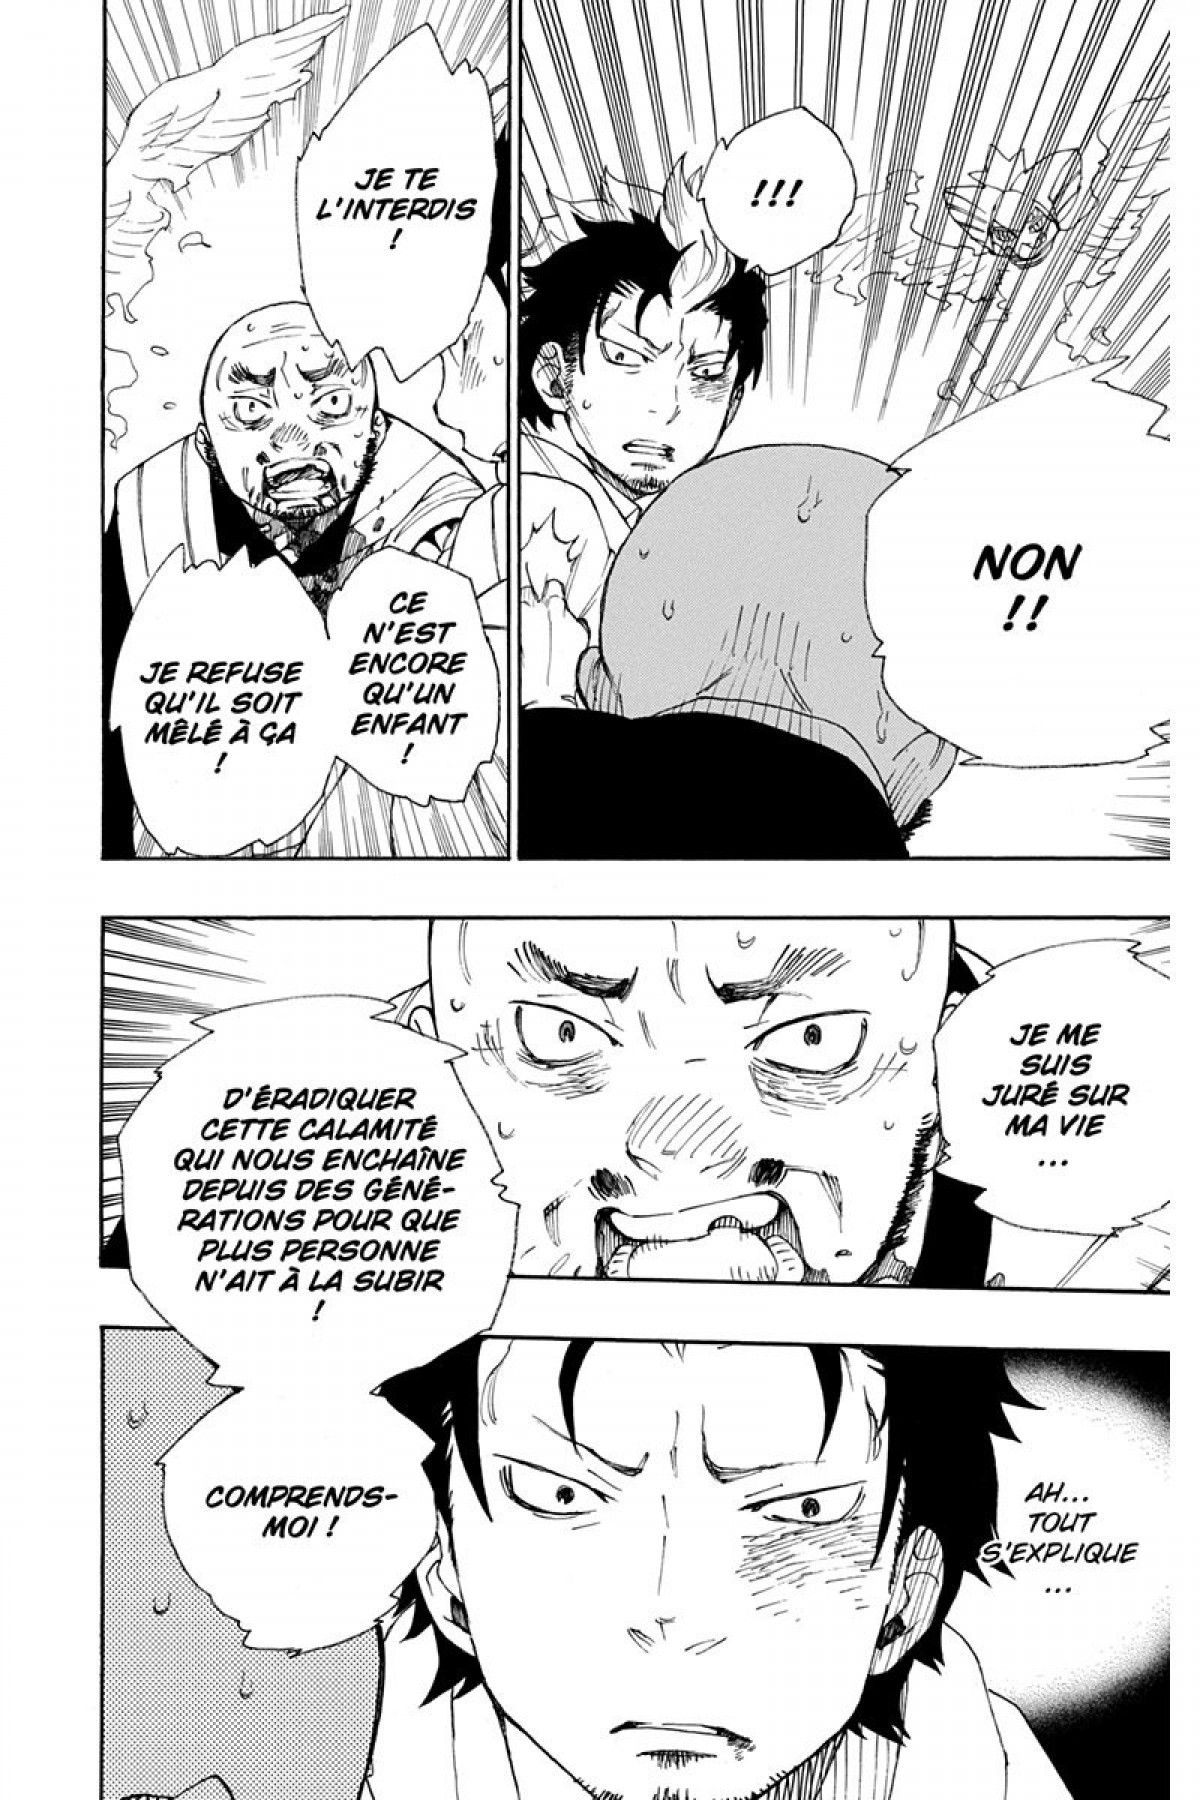 !!!
NON
!!
JE TE
L'INTERDIS
!
CE
N'EST
ENCORE
QU'UN
ENFANT
!
JE REFUSE
QU'IL SOIT
MÊLÉ À ÇA
!
JE ME
SUIS
JURÉ SUR
MA VIE
...
D'ÉRADIQUER
CETTE CALAMITÉ
QUI NOUS ENCHAÎNE
DEPUIS DES GÉNÉ-
RATIONS POUR QUE
PLUS PERSONNE
N'AIT À LA SUBIR
!
COMPRENDS-
MOI !
AH...
TOUT
S'EXPLIQUE
...